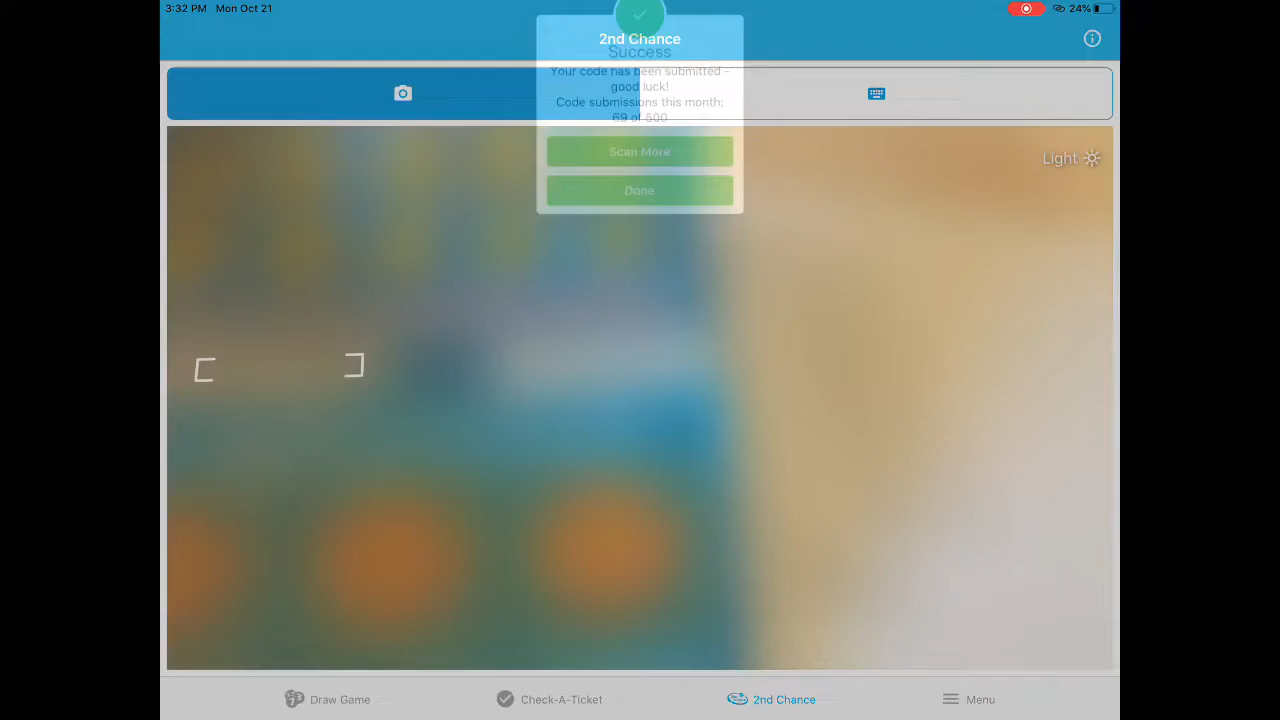 3:32 PM Mon Oct 21
24%
2nd Chance
Success
Your code has been submitted –
good luck!
Code submissions this month:
69 of 500
Scan More
Done
Light
Draw Game
Check-A-Ticket
2nd Chance
Menu